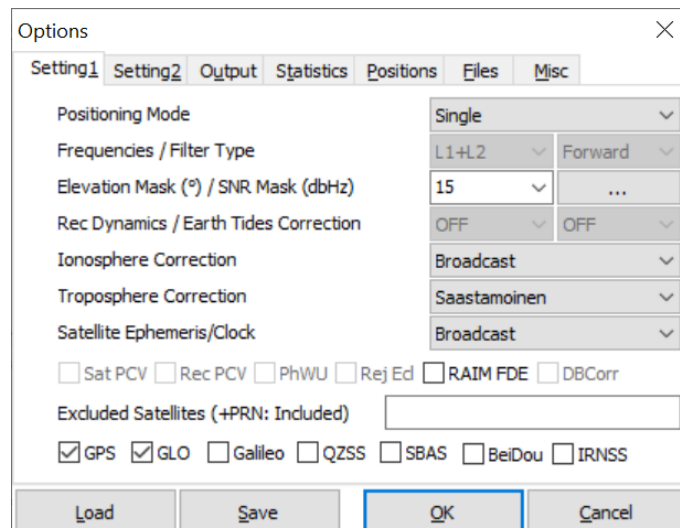 Options
Setting1 Setting2 Output Statistics Positions Files Misc
Positioning Mode Single
Frequencies / Filter Type L1+L2 Forward
Elevation Mask (°) / SNR Mask (dbHz) 15 ...
Rec Dynamics / Earth Tides Correction OFF OFF
Ionosphere Correction Broadcast
Troposphere Correction Saastamoinen
Satellite Ephemeris/Clock Broadcast
Sat PCV Rec PCV PhWU Rej Ecl RAIM FDE DBCorr
Excluded Satellites (+PRN: Included)
GPS GLO Galileo QZSS SBAS BeiDou IRNSS
Load Save OK Cancel